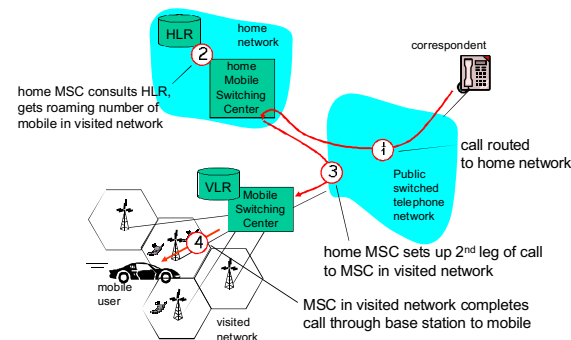 HLR
home
network
correspondent
2
home
Mobile
Switching
Center
home MSC consults HLR,
gets roaming number of
mobile in visited network
1
call routed
to home network
3
Public
switched
telephone
network
VLR
Mobile
Switching
Center
4
home MSC sets up 2nd leg of call
to MSC in visited network
mobile
user
MSC in visited network completes
call through base station to mobile
visited
network